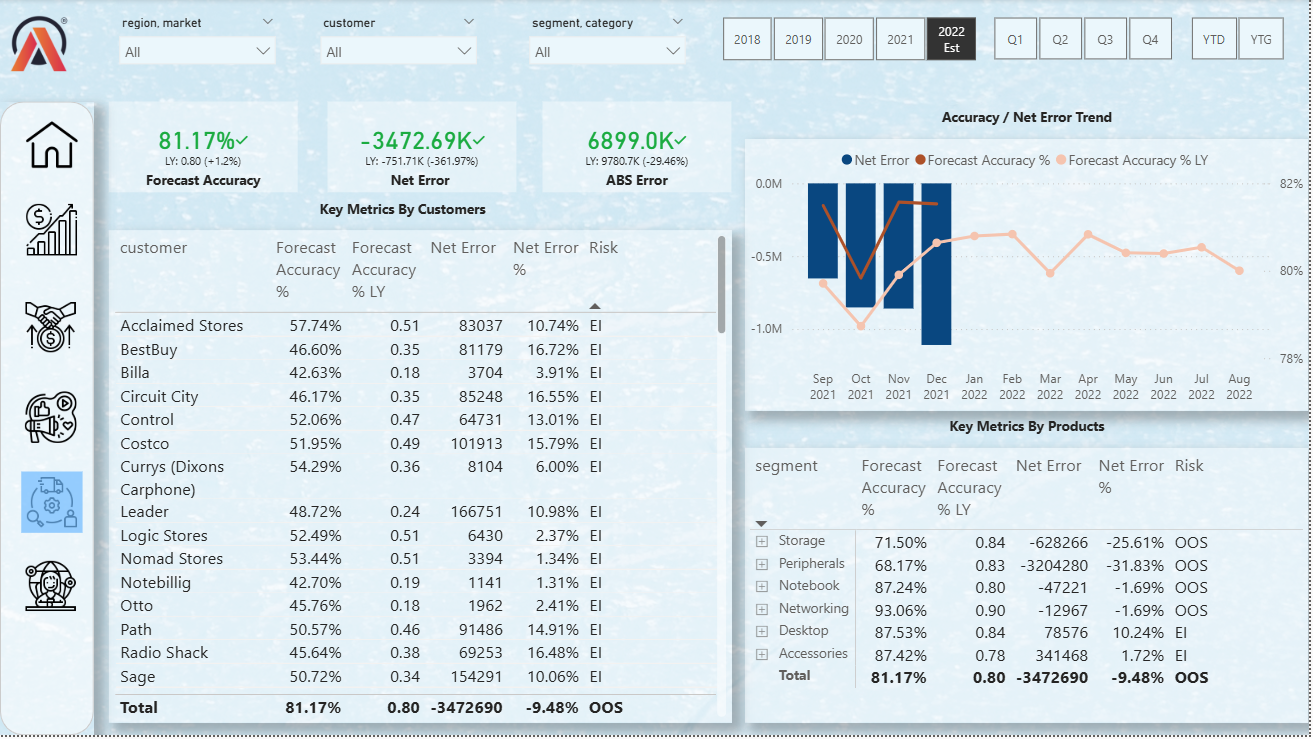 region, market
customer
segment, category
All
All
All
2018
2019
2020
2021
2022
Est
Q1
Q2
Q3
Q4
YTD
YTG
®
81.17%
LY: 0.80 (+1.2%)
Forecast Accuracy
-3472.69K
LY: -751.71K (-361.97%)
Net Error
6899.0K
LY: 9780.7K (-29.46%)
ABS Error
Key Metrics By Customers
customer Forecast Accuracy % Forecast Accuracy % LY Net Error Net Error % Risk
Acclaimed Stores 57.74% 0.51 83037 10.74% EI
BestBuy 46.60% 0.35 81179 16.72% EI
Billa 42.63% 0.18 3704 3.91% EI
Circuit City 46.17% 0.35 85248 16.55% EI
Control 52.06% 0.47 64731 13.01% EI
Costco 51.95% 0.49 101913 15.79% EI
Currys (Dixons 54.29% 0.36 8104 6.00% EI
Carphone)
Leader 48.72% 0.24 166751 10.98% EI
Logic Stores 52.49% 0.51 6430 2.37% EI
Nomad Stores 53.44% 0.51 3394 1.34% EI
Notebillig 42.70% 0.19 1141 1.31% EI
Otto 45.76% 0.18 1962 2.41% EI
Path 50.57% 0.46 91486 14.91% EI
Radio Shack 45.64% 0.38 69253 16.48% EI
Sage 50.72% 0.34 154291 10.06% EI
Total 81.17% 0.80 -3472690 -9.48% OOS
Accuracy / Net Error Trend
Net Error Forecast Accuracy % Forecast Accuracy % LY
0.0M
-0.5M
-1.0M
82%
80%
78%
Sep Oct Nov Dec Jan Feb Mar Apr May Jun Jul Aug
2021 2021 2021 2021 2022 2022 2022 2022 2022 2022 2022 2022
Key Metrics By Products
segment Forecast Accuracy % Forecast Accuracy % LY Net Error Net Error % Risk
Storage 71.50% 0.84 -628266 -25.61% OOS
Peripherals 68.17% 0.83 -3204280 -31.83% OOS
Notebook 87.24% 0.80 -47221 -1.69% OOS
Networking 93.06% 0.90 -12967 -1.69% OOS
Desktop 87.53% 0.84 78576 10.24% EI
Accessories 87.42% 0.78 341468 1.72% EI
Total 81.17% 0.80 -3472690 -9.48% OOS